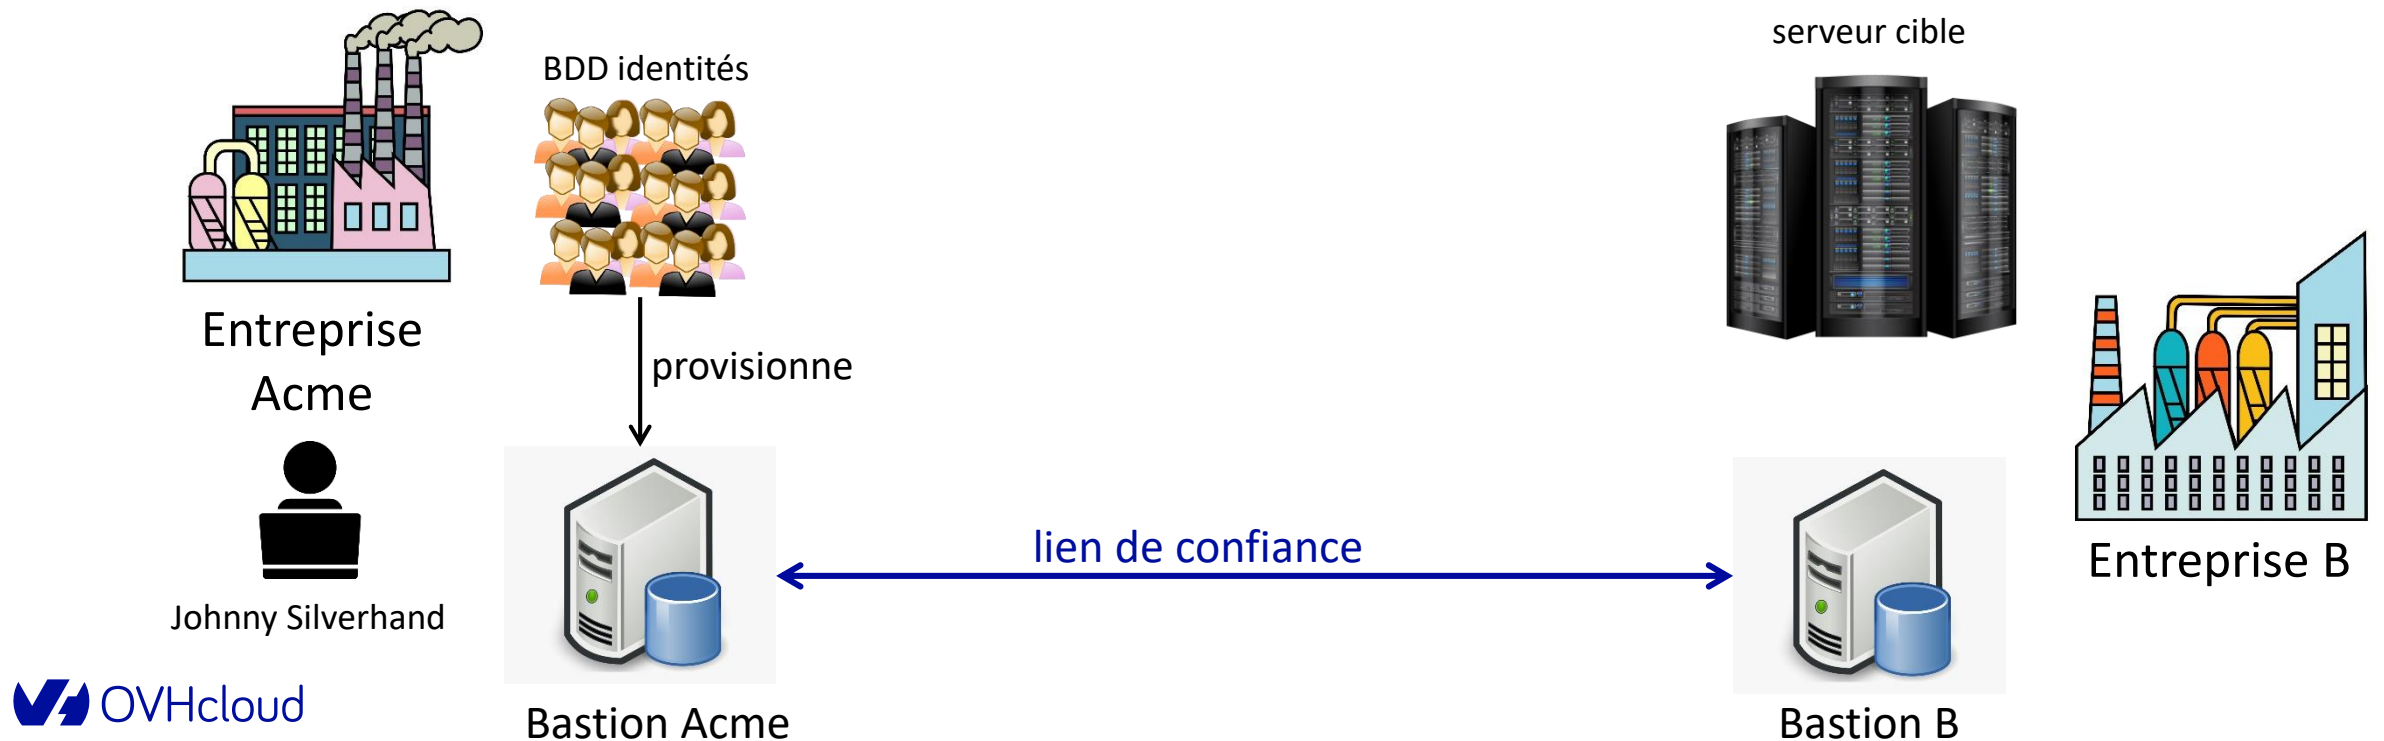 serveur cible
BDD identités
Entreprise
Acme
provisionne
lien de confiance
Entreprise B
Johnny Silverhand
OVHcloud
Bastion Acme
Bastion B